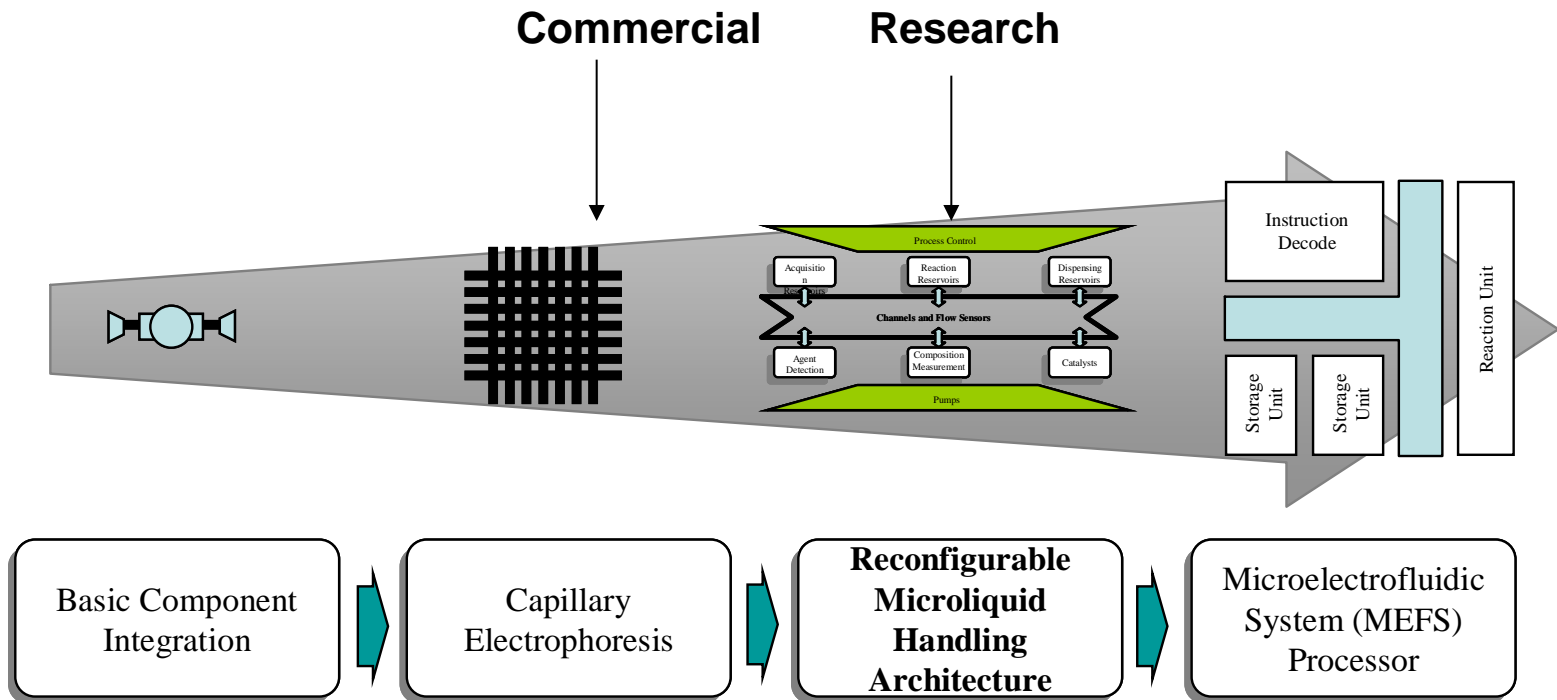 Commercial
Research
Process Control
Acquisitio
n
Reservoirs
Reaction
Reservoirs
Dispensing
Reservoirs
Channels and Flow Sensors
Agent
Detection
Composition
Measurement
Catalysts
Pumps
Instruction
Decode
Storage
Unit
Storage
Unit
Reaction Unit
Basic Component
Integration
Capillary
Electrophoresis
Reconfigurable
Microliquid
Handling
Architecture
Microelectrofluidic
System (MEFS)
Processor